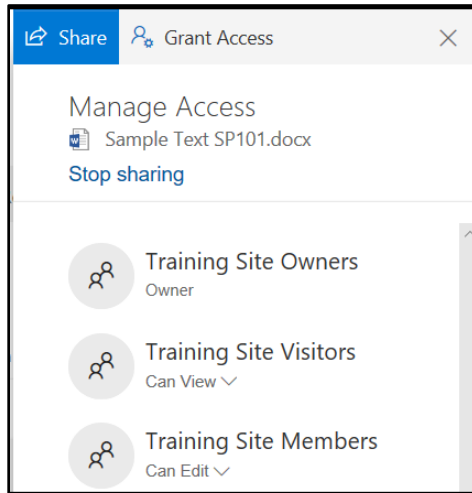 Share Grant Access
Manage Access
Sample Text SP101.docx
Stop sharing
Training Site Owners
Owner
Training Site Visitors
Can View
Training Site Members
Can Edit